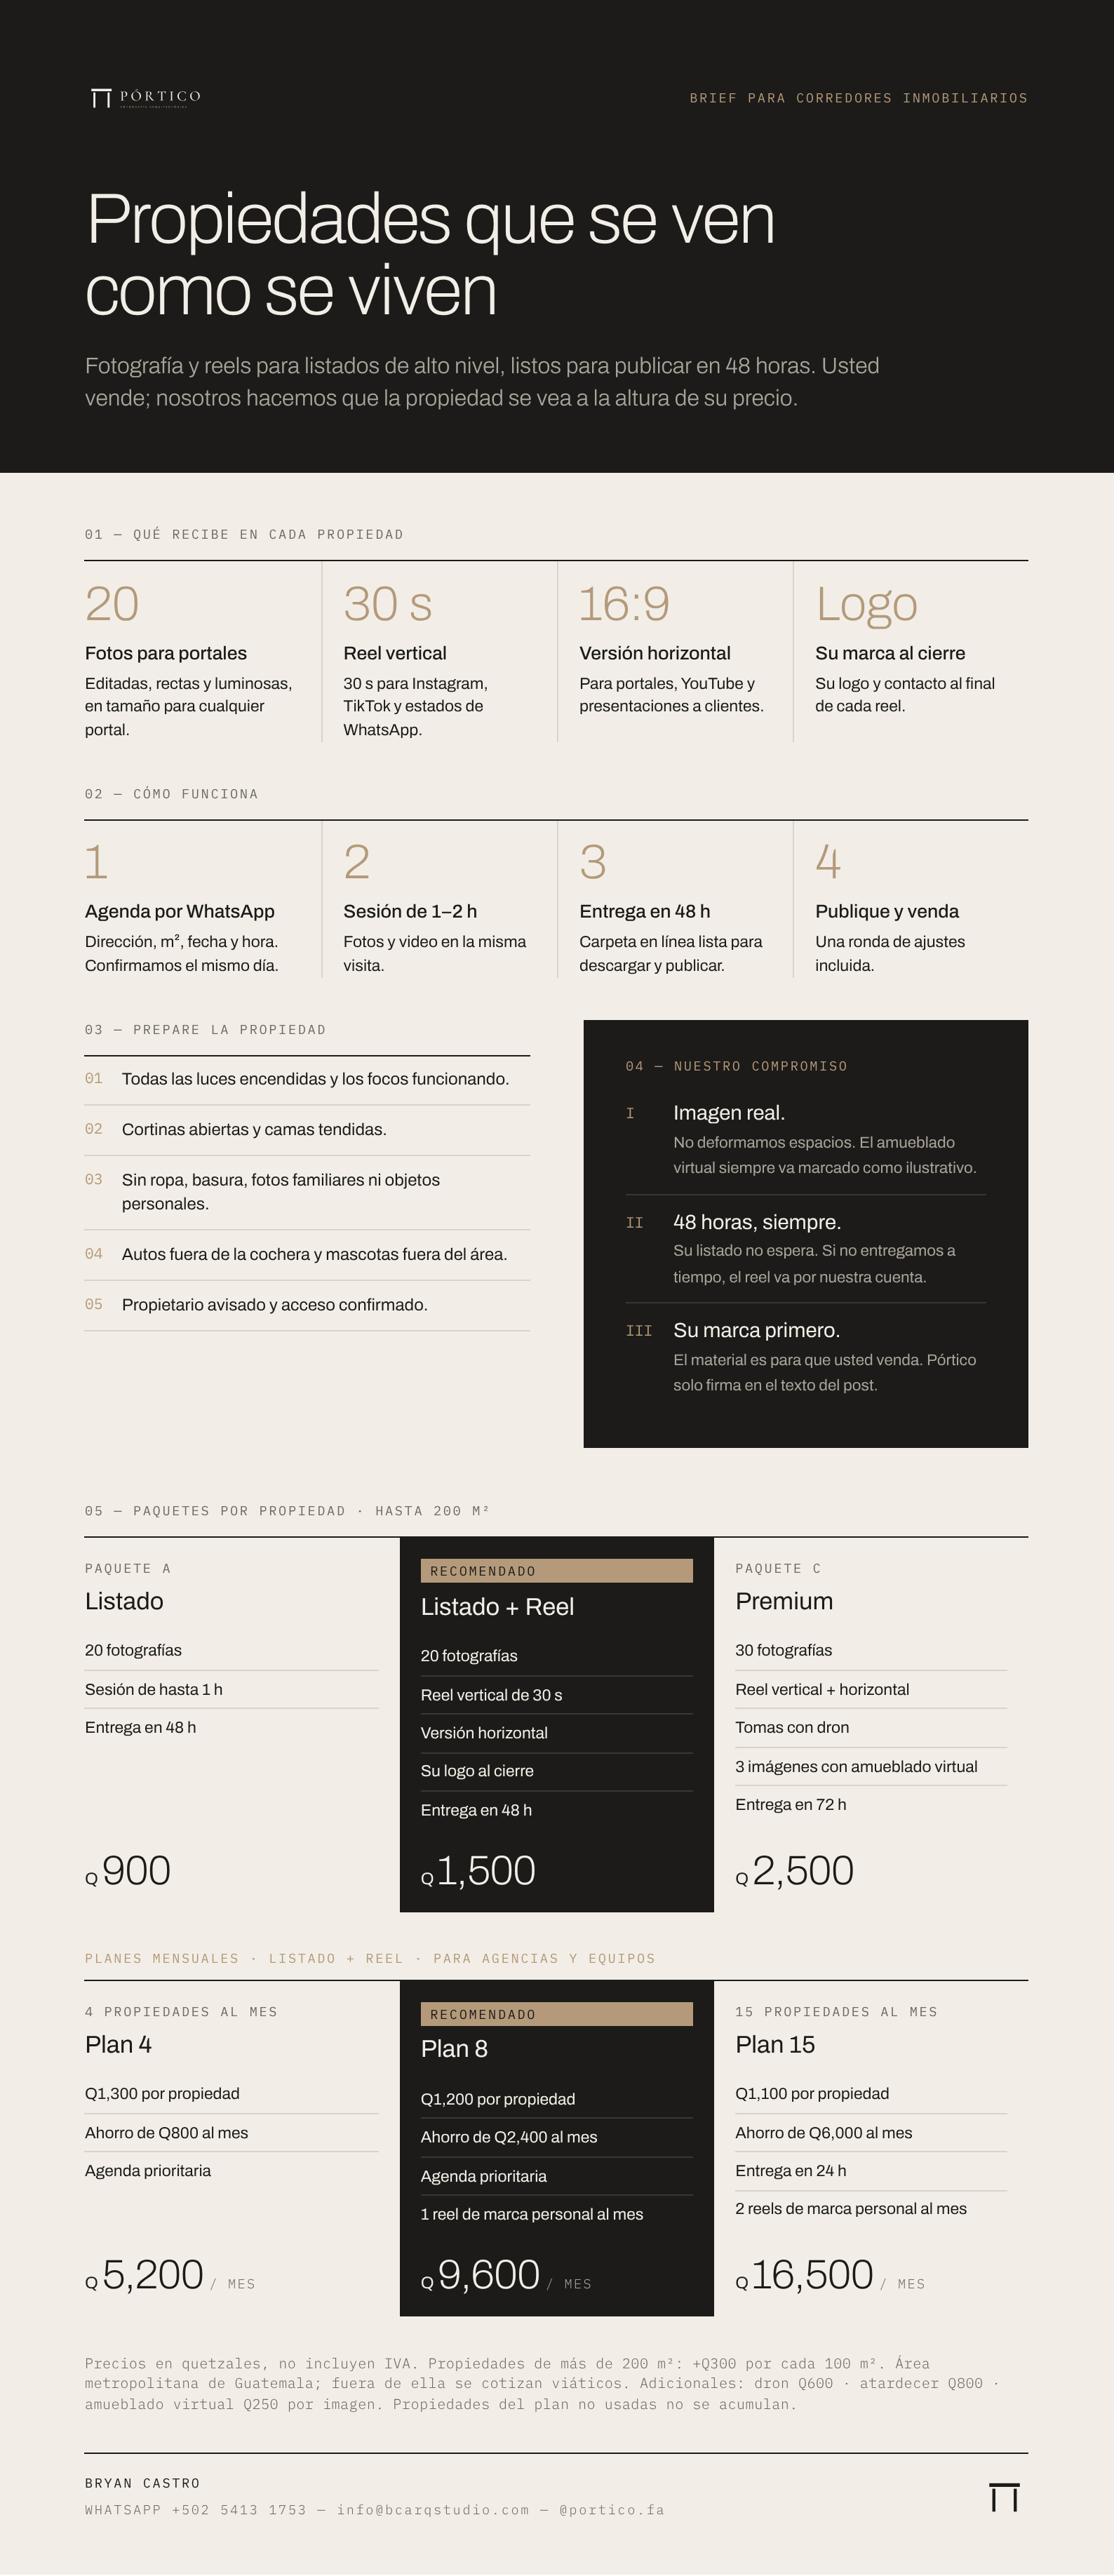 PÓRTICO
BRIEF PARA CORREDORES INMOBILIARIOS
Propiedades que se ven
como se viven
Fotografía y reels para listados de alto nivel, listos para publicar en 48 horas. Usted
vende; nosotros hacemos que la propiedad se vea a la altura de su precio.
01 — QUÉ RECIBE EN CADA PROPIEDAD
20
Fotos para portales
Editadas, rectas y luminosas,
en tamaño para cualquier
portal.
30 s
Reel vertical
30 s para Instagram,
TikTok y estados de
WhatsApp.
16:9
Versión horizontal
Para portales, YouTube y
presentaciones a clientes.
Logo
Su marca al cierre
Su logo y contacto al final
de cada reel.
02 — CÓMO FUNCIONA
1
Agenda por WhatsApp
Dirección, m², fecha y hora.
Confirmamos el mismo día.
2
Sesión de 1–2 h
Fotos y video en la misma
visita.
3
Entrega en 48 h
Carpeta en línea lista para
descargar y publicar.
4
Publique y venda
Una ronda de ajustes
incluida.
03 — PREPARE LA PROPIEDAD
01 Todas las luces encendidas y los focos funcionando.
02 Cortinas abiertas y camas tendidas.
03 Sin ropa, basura, fotos familiares ni objetos
personales.
04 Autos fuera de la cochera y mascotas fuera del área.
05 Propietario avisado y acceso confirmado.
04 — NUESTRO COMPROMISO
I Imagen real.
No deformamos espacios. El amueblado
virtual siempre va marcado como ilustrativo.
II 48 horas, siempre.
Su listado no espera. Si no entregamos a
tiempo, el reel va por nuestra cuenta.
III Su marca primero.
El material es para que usted venda. Pórtico
solo firma en el texto del post.
05 — PAQUETES POR PROPIEDAD · HASTA 200 M²
PAQUETE A
Listado
20 fotografías
Sesión de hasta 1 h
Entrega en 48 h
Q 900
RECOMENDADO
Listado + Reel
20 fotografías
Reel vertical de 30 s
Versión horizontal
Su logo al cierre
Entrega en 48 h
Q 1,500
PAQUETE C
Premium
30 fotografías
Reel vertical + horizontal
Tomas con dron
3 imágenes con amueblado virtual
Entrega en 72 h
Q 2,500
PLANES MENSUALES · LISTADO + REEL · PARA AGENCIAS Y EQUIPOS
4 PROPIEDADES AL MES
Plan 4
Q1,300 por propiedad
Ahorro de Q800 al mes
Agenda prioritaria
Q 5,200 / MES
RECOMENDADO
Plan 8
Q1,200 por propiedad
Ahorro de Q2,400 al mes
Agenda prioritaria
1 reel de marca personal al mes
Q 9,600 / MES
15 PROPIEDADES AL MES
Plan 15
Q1,100 por propiedad
Ahorro de Q6,000 al mes
Entrega en 24 h
2 reels de marca personal al mes
Q 16,500 / MES
Precios en quetzales, no incluyen IVA. Propiedades de más de 200 m²: +Q300 por cada 100 m². Área
metropolitana de Guatemala; fuera de ella se cotizan viáticos. Adicionales: dron Q600 · atardecer Q800 ·
amueblado virtual Q250 por imagen. Propiedades del plan no usadas no se acumulan.
BRYAN CASTRO
WHATSAPP +502 5413 1753 — info@bcarqstudio.com — @portico.fa